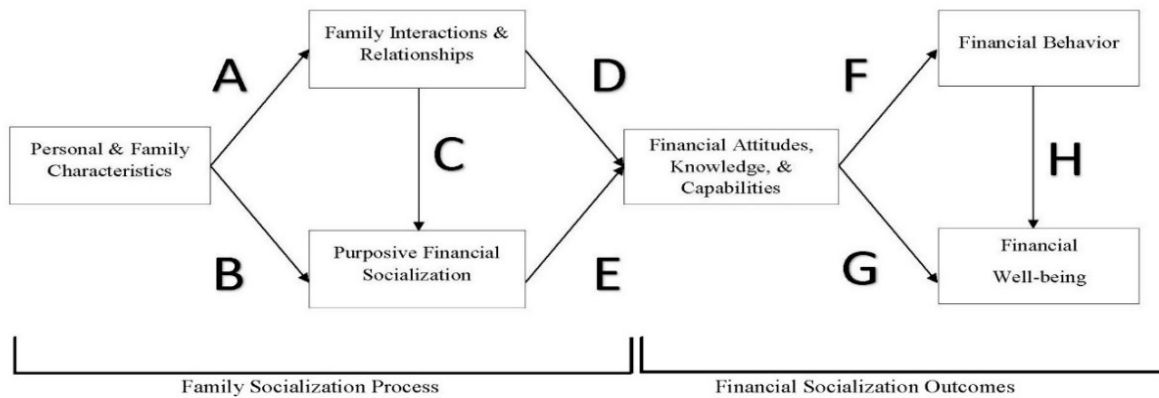 Family Interactions &
Relationships
Financial Behavior
A
D
F
Personal & Family
Characteristics
C
Financial Attitudes,
Knowledge, &
Capabilities
H
B
Purposive Financial
Socialization
E
G
Financial
Well-being
Family Socialization Process
Financial Socialization Outcomes